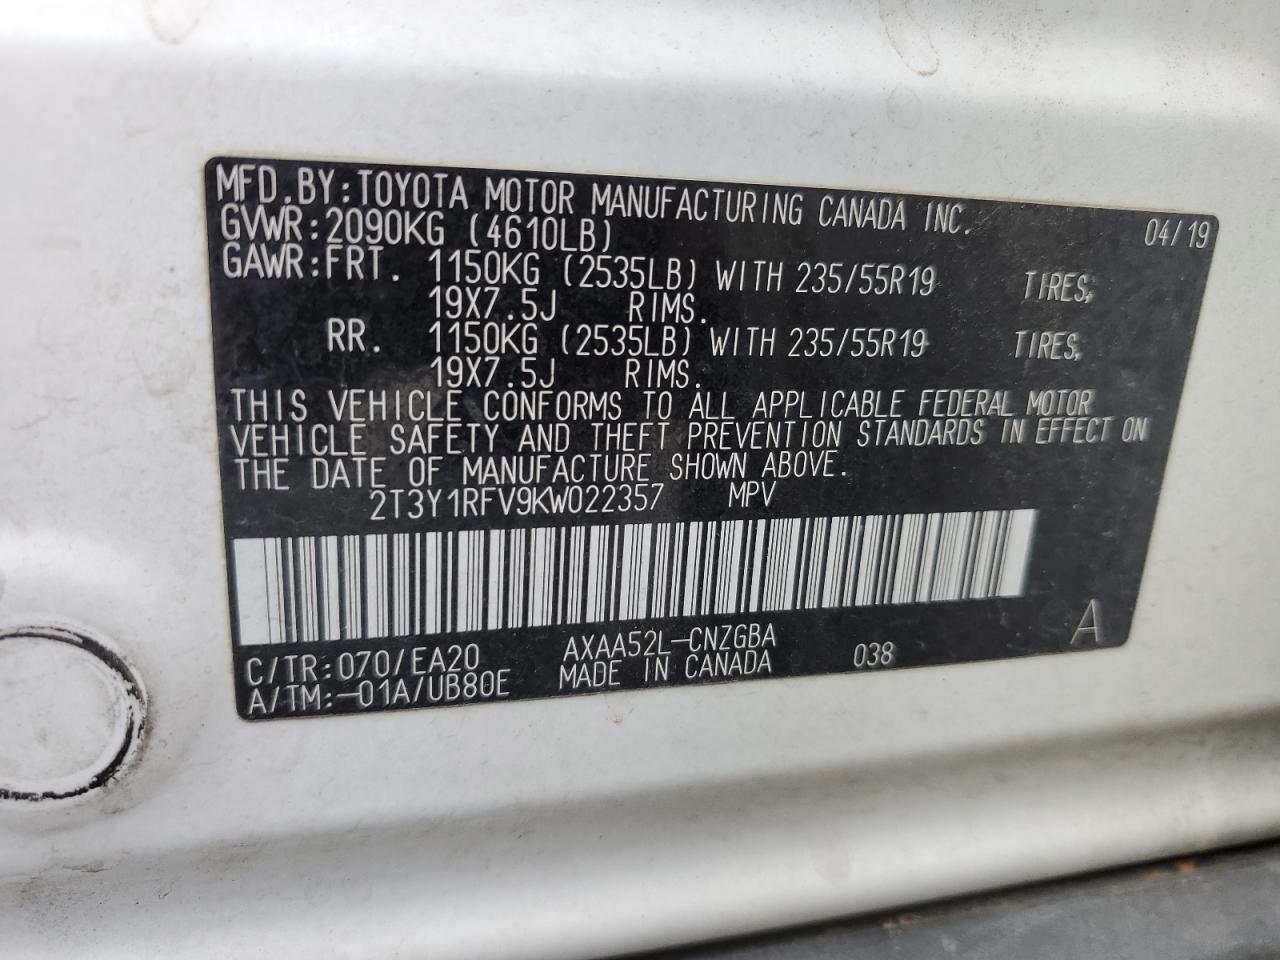 MFD.BY:TOYOTA MOTOR MANUFACTURING CANADA INC. 04/19
GVWR:2090KG (4610LB)
GAWR:FRT. 1150KG (2535LB) WITH 235/55R19 TIRES,
19X7.5J RIMS.
RR. 1150KG (2535LB) WITH 235/55R19 TIRES,
19X7.5J RIMS.
THIS VEHICLE CONFORMS TO ALL APPLICABLE FEDERAL MOTOR
VEHICLE SAFETY AND THEFT PREVENTION STANDARDS IN EFFECT ON
THE DATE OF MANUFACTURE SHOWN ABOVE.
2T3Y1RFV9KW022357 MPV
C/TR:070/EA20 AXAA52L-CNZGBA
A/TM:-01A/UB80E MADE IN CANADA 038 A